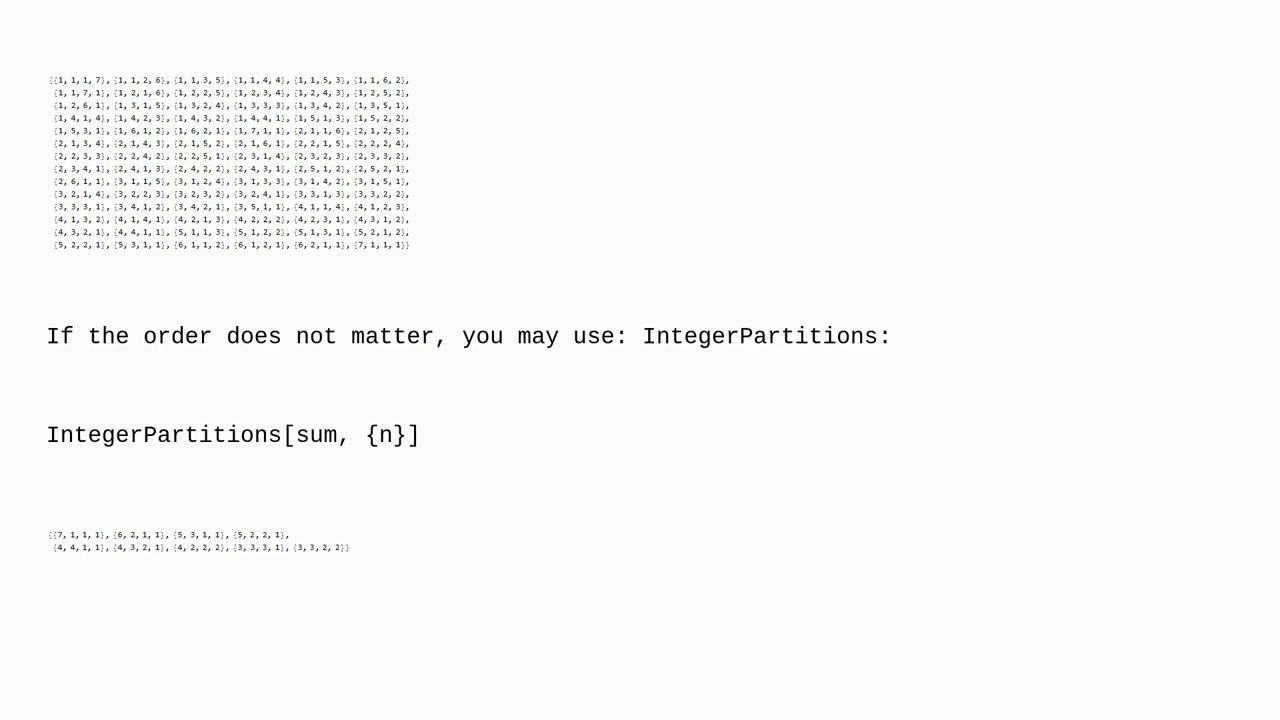 {{1, 1, 1, 7}, {1, 1, 2, 6}, {1, 1, 3, 5}, {1, 1, 4, 4}, {1, 1, 5, 3}, {1, 1, 6, 2},
{1, 1, 7, 1}, {1, 2, 1, 6}, {1, 2, 2, 5}, {1, 2, 3, 4}, {1, 2, 4, 3}, {1, 2, 5, 2},
{1, 2, 6, 1}, {1, 3, 1, 5}, {1, 3, 2, 4}, {1, 3, 3, 3}, {1, 3, 4, 2}, {1, 3, 5, 1},
{1, 4, 1, 4}, {1, 4, 2, 3}, {1, 4, 3, 2}, {1, 4, 4, 1}, {1, 5, 1, 3}, {1, 5, 2, 2},
{1, 5, 3, 1}, {1, 6, 1, 2}, {1, 6, 2, 1}, {1, 7, 1, 1}, {2, 1, 1, 6}, {2, 1, 2, 5},
{2, 1, 3, 4}, {2, 1, 4, 3}, {2, 1, 5, 2}, {2, 1, 6, 1}, {2, 2, 1, 5}, {2, 2, 2, 4},
{2, 2, 3, 3}, {2, 2, 4, 2}, {2, 2, 5, 1}, {2, 3, 1, 4}, {2, 3, 2, 3}, {2, 3, 3, 2},
{2, 3, 4, 1}, {2, 4, 1, 3}, {2, 4, 2, 2}, {2, 4, 3, 1}, {2, 5, 1, 2}, {2, 5, 2, 1},
{2, 6, 1, 1}, {3, 1, 1, 5}, {3, 1, 2, 4}, {3, 1, 3, 3}, {3, 1, 4, 2}, {3, 1, 5, 1},
{3, 2, 1, 4}, {3, 2, 2, 3}, {3, 2, 3, 2}, {3, 2, 4, 1}, {3, 3, 1, 3}, {3, 3, 2, 2},
{3, 3, 3, 1}, {3, 4, 1, 2}, {3, 4, 2, 1}, {3, 5, 1, 1}, {4, 1, 1, 4}, {4, 1, 2, 3},
{4, 1, 3, 2}, {4, 1, 4, 1}, {4, 2, 1, 3}, {4, 2, 2, 2}, {4, 2, 3, 1}, {4, 3, 1, 2},
{4, 3, 2, 1}, {4, 4, 1, 1}, {5, 1, 1, 3}, {5, 1, 2, 2}, {5, 1, 3, 1}, {5, 2, 1, 2},
{5, 2, 2, 1}, {5, 3, 1, 1}, {6, 1, 1, 2}, {6, 1, 2, 1}, {6, 2, 1, 1}, {7, 1, 1, 1}}
If the order does not matter, you may use: IntegerPartitions:
IntegerPartitions[sum, {n}]
{{7, 1, 1, 1}, {6, 2, 1, 1}, {5, 3, 1, 1}, {5, 2, 2, 1},
{4, 4, 1, 1}, {4, 3, 2, 1}, {4, 2, 2, 2}, {3, 3, 3, 1}, {3, 3, 2, 2}}